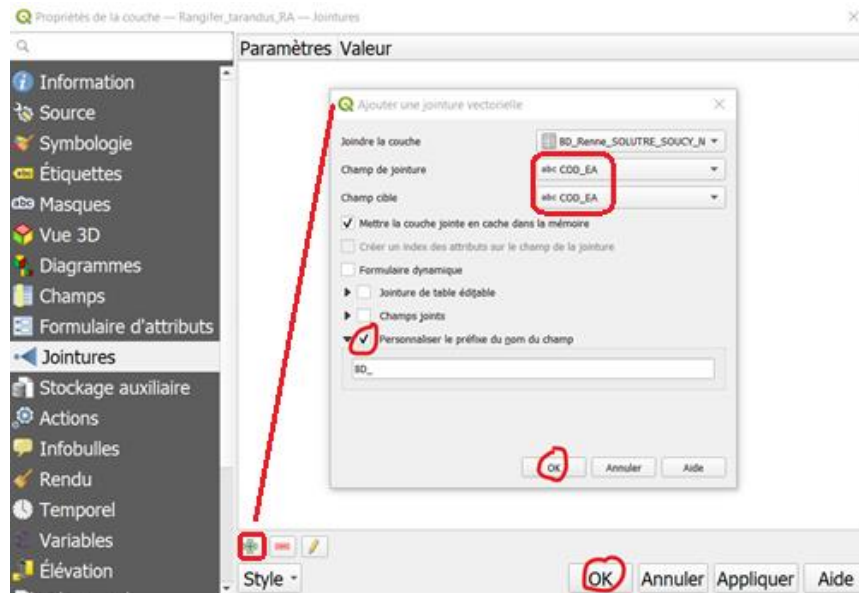 Propriétés de la couche — Rangifer_tarandus_RA — Jointures
Paramètres Valeur
Information
Source
Symbologie
Étiquettes
Masques
Vue 3D
Diagrammes
Champs
Formulaire d'attributs
Jointures
Stockage auxiliaire
Actions
Infobulles
Rendu
Temporel
Variables
Élévation
Ajouter une jointure vectorielle
Joindre la couche BD_Renne_SOLUTRE_SOUCY_N
Champ de jointure abc COD_EA
Champ cible abc COD_EA
Mettre la couche jointe en cache dans la mémoire
Créer un index des attributs sur le champ de la jointure
Formulaire dynamique
Jointure de table éditable
Champs joints
Personnaliser le préfixe du nom du champ
BD_
OK Annuler Aide
Style
OK Annuler Appliquer Aide